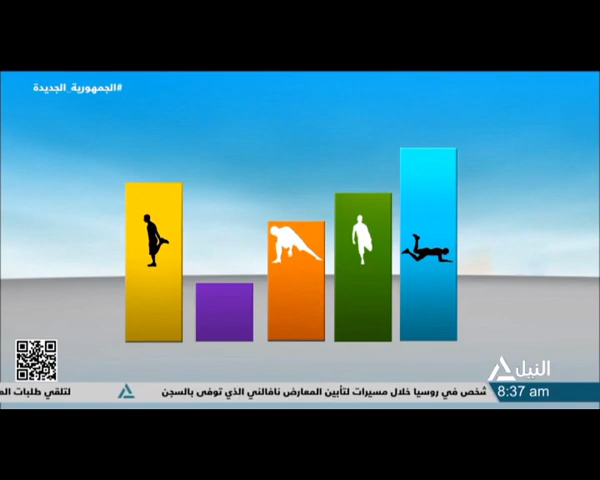 #الجمهورية_الجديدة
النيل
8:37 am
شخص في روسيا خلال مسيرات لتأبين المعارض نافالني الذي توفى بالسجن
لتلقي طلبات